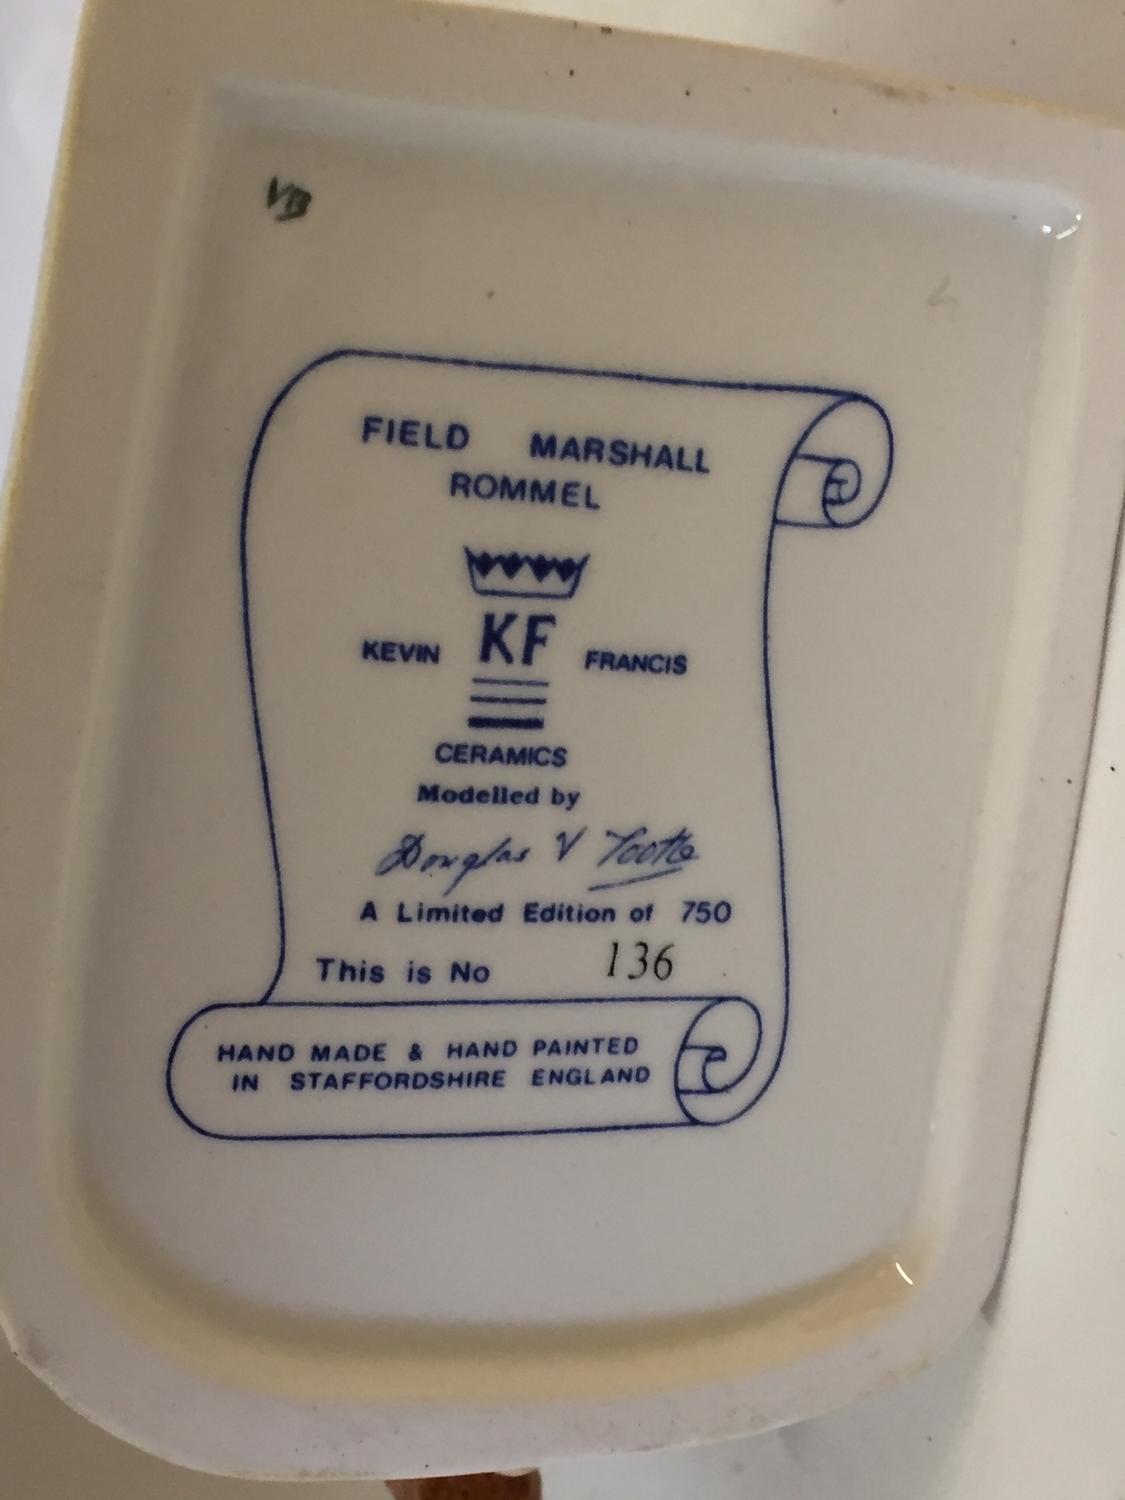 VB
FIELD MARSHALL
ROMMEL
KEVIN KF FRANCIS
CERAMICS
Modelled by
Douglas V Tootle
A Limited Edition of 750
This is No 136
HAND MADE & HAND PAINTED
IN STAFFORDSHIRE ENGLAND